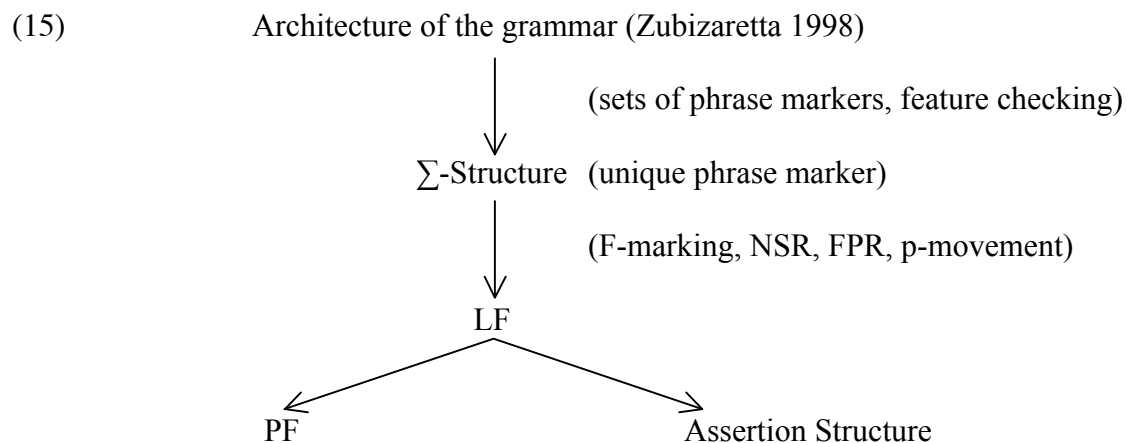 (15) Architecture of the grammar (Zubizaretta 1998)
(sets of phrase markers, feature checking)
∑-Structure (unique phrase marker)
(F-marking, NSR, FPR, p-movement)
LF
PF Assertion Structure